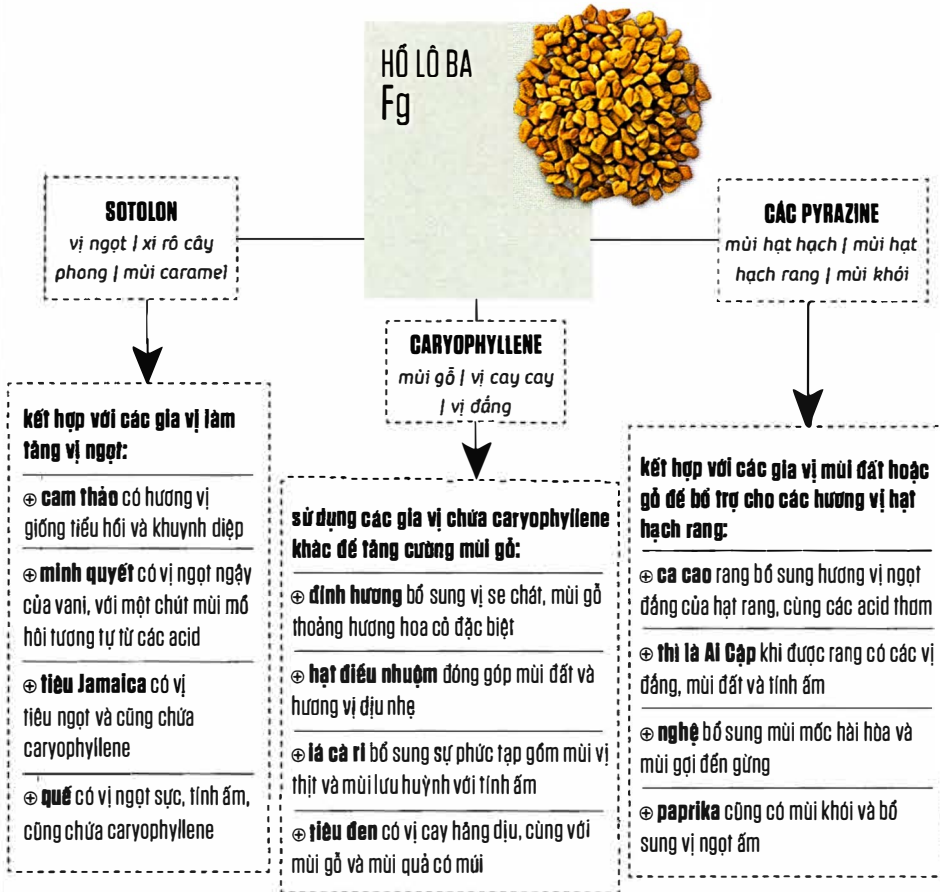 HỒ LÔ BA
Fg
SOTOLON
vị ngọt | xi rô cây
phong | mùi caramel
CARYOPHYLLENE
mùi gỗ | vị cay cay
| vị đắng
CÁC PYRAZINE
mùi hạt hạch | mùi hạt
hạch rang | mùi khói
kết hợp với các gia vị làm
tăng vị ngọt:
⊕ cam thảo có hương vị
giống tiểu hồi và khuynh diệp
⊕ minh quyết có vị ngọt ngậy
của vani, với một chút mùi mồ
hôi tương tự từ các acid
⊕ tiêu Jamaica có vị
tiêu ngọt và cũng chứa
caryophyllene
⊕ quế có vị ngọt sực, tính ấm,
cũng chứa caryophyllene
sử dụng các gia vị chứa caryophyllene
khác để tăng cường mùi gỗ:
⊕ đinh hương bổ sung vị se chát, mùi gỗ
thoảng hương hoa cỏ đặc biệt
⊕ hạt điều nhuộm đóng góp mùi đất và
hương vị dịu nhẹ
⊕ lá cà ri bổ sung sự phức tạp gồm mùi vị
thịt và mùi lưu huỳnh với tính ấm
⊕ tiêu đen có vị cay hăng dịu, cùng với
mùi gỗ và mùi quả có múi
kết hợp với các gia vị mùi đất hoặc
gỗ để bổ trợ cho các hương vị hạt
hạch rang:
⊕ ca cao rang bổ sung hương vị ngọt
đắng của hạt rang, cùng các acid thơm
⊕ thì là Ai Cập khi được rang có các vị
đắng, mùi đất và tính ấm
⊕ nghệ bổ sung mùi mốc hài hòa và
mùi gợi đến gừng
⊕ paprika cũng có mùi khói và bổ
sung vị ngọt ấm